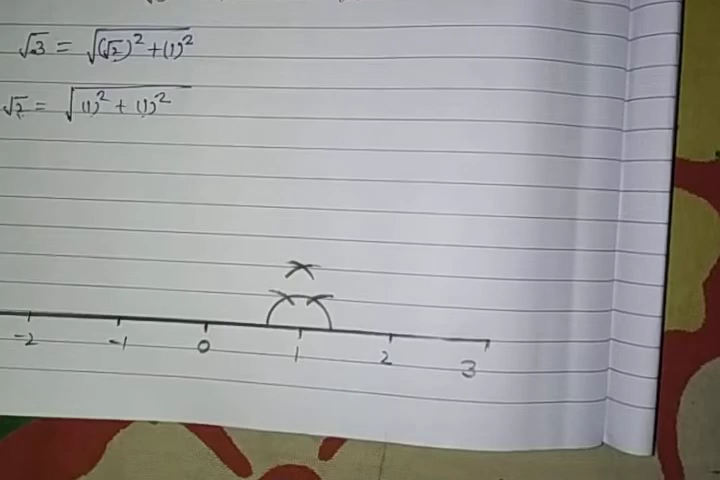 √3 = √(√2)² + (1)²
√2 = √(1)² + (1)²
-2 -1 0 1 2 3